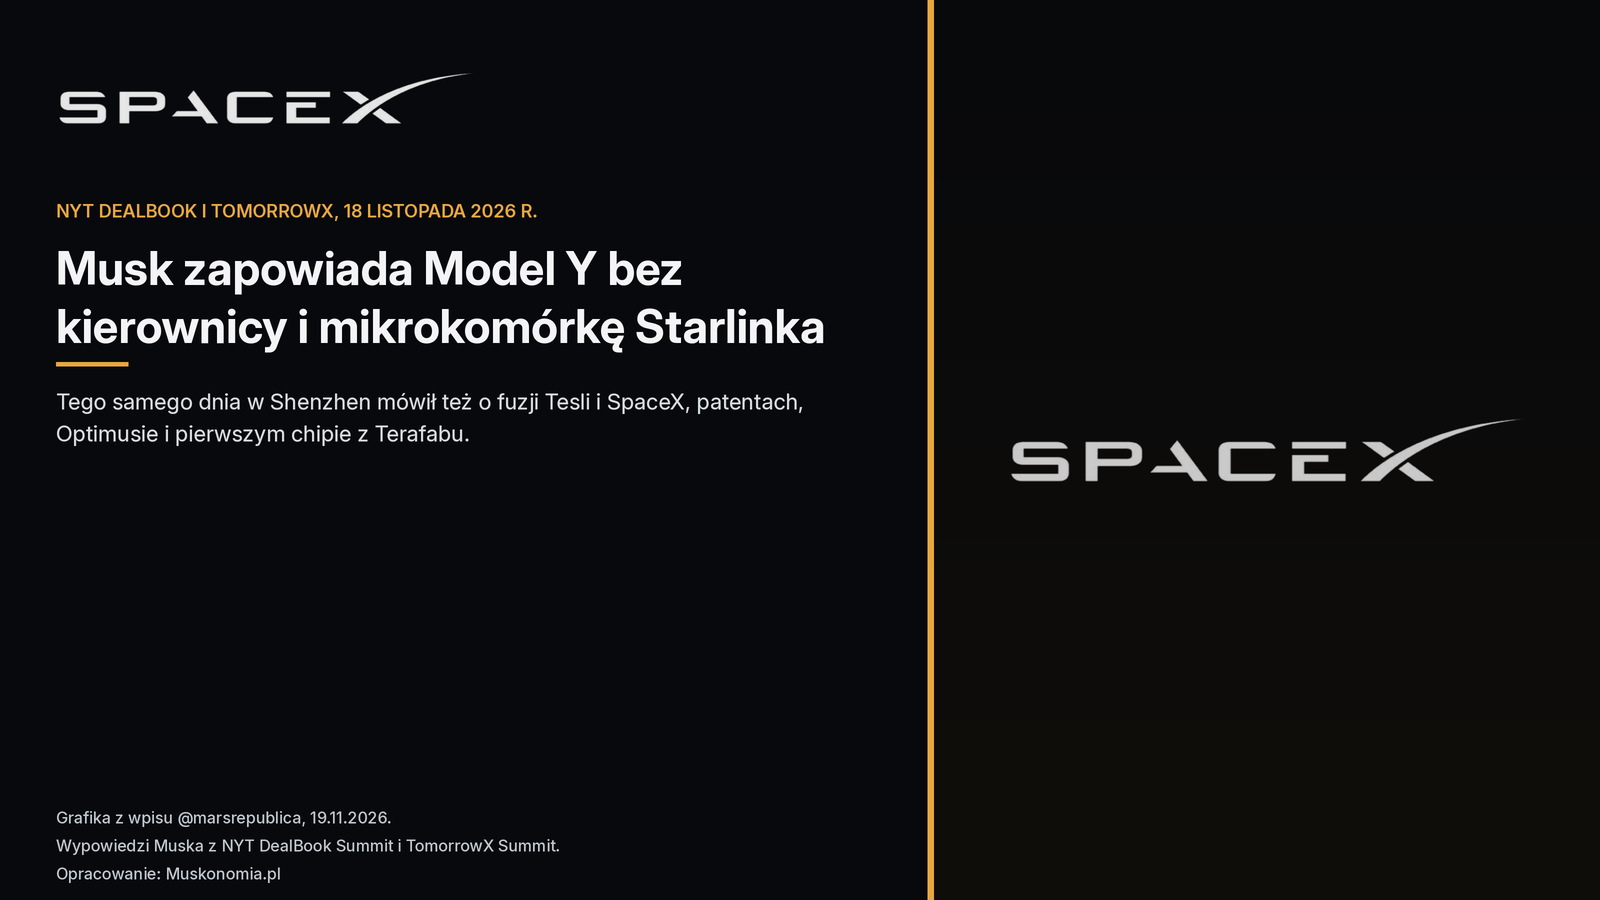 SPACEX
NYT DEALBOOK I TOMORROWX, 18 LISTOPADA 2026 R.
Musk zapowiada Model Y bez
kierownicy i mikrokomórkę Starlinka
Tego samego dnia w Shenzhen mówił też o fuzji Tesli i SpaceX, patentach,
Optimusie i pierwszym chipie z Terafabu.
Grafika z wpisu @marsrepublica, 19.11.2026.
Wypowiedzi Muska z NYT DealBook Summit i TomorrowX Summit.
Opracowanie: Muskonomia.pl
SPACEX